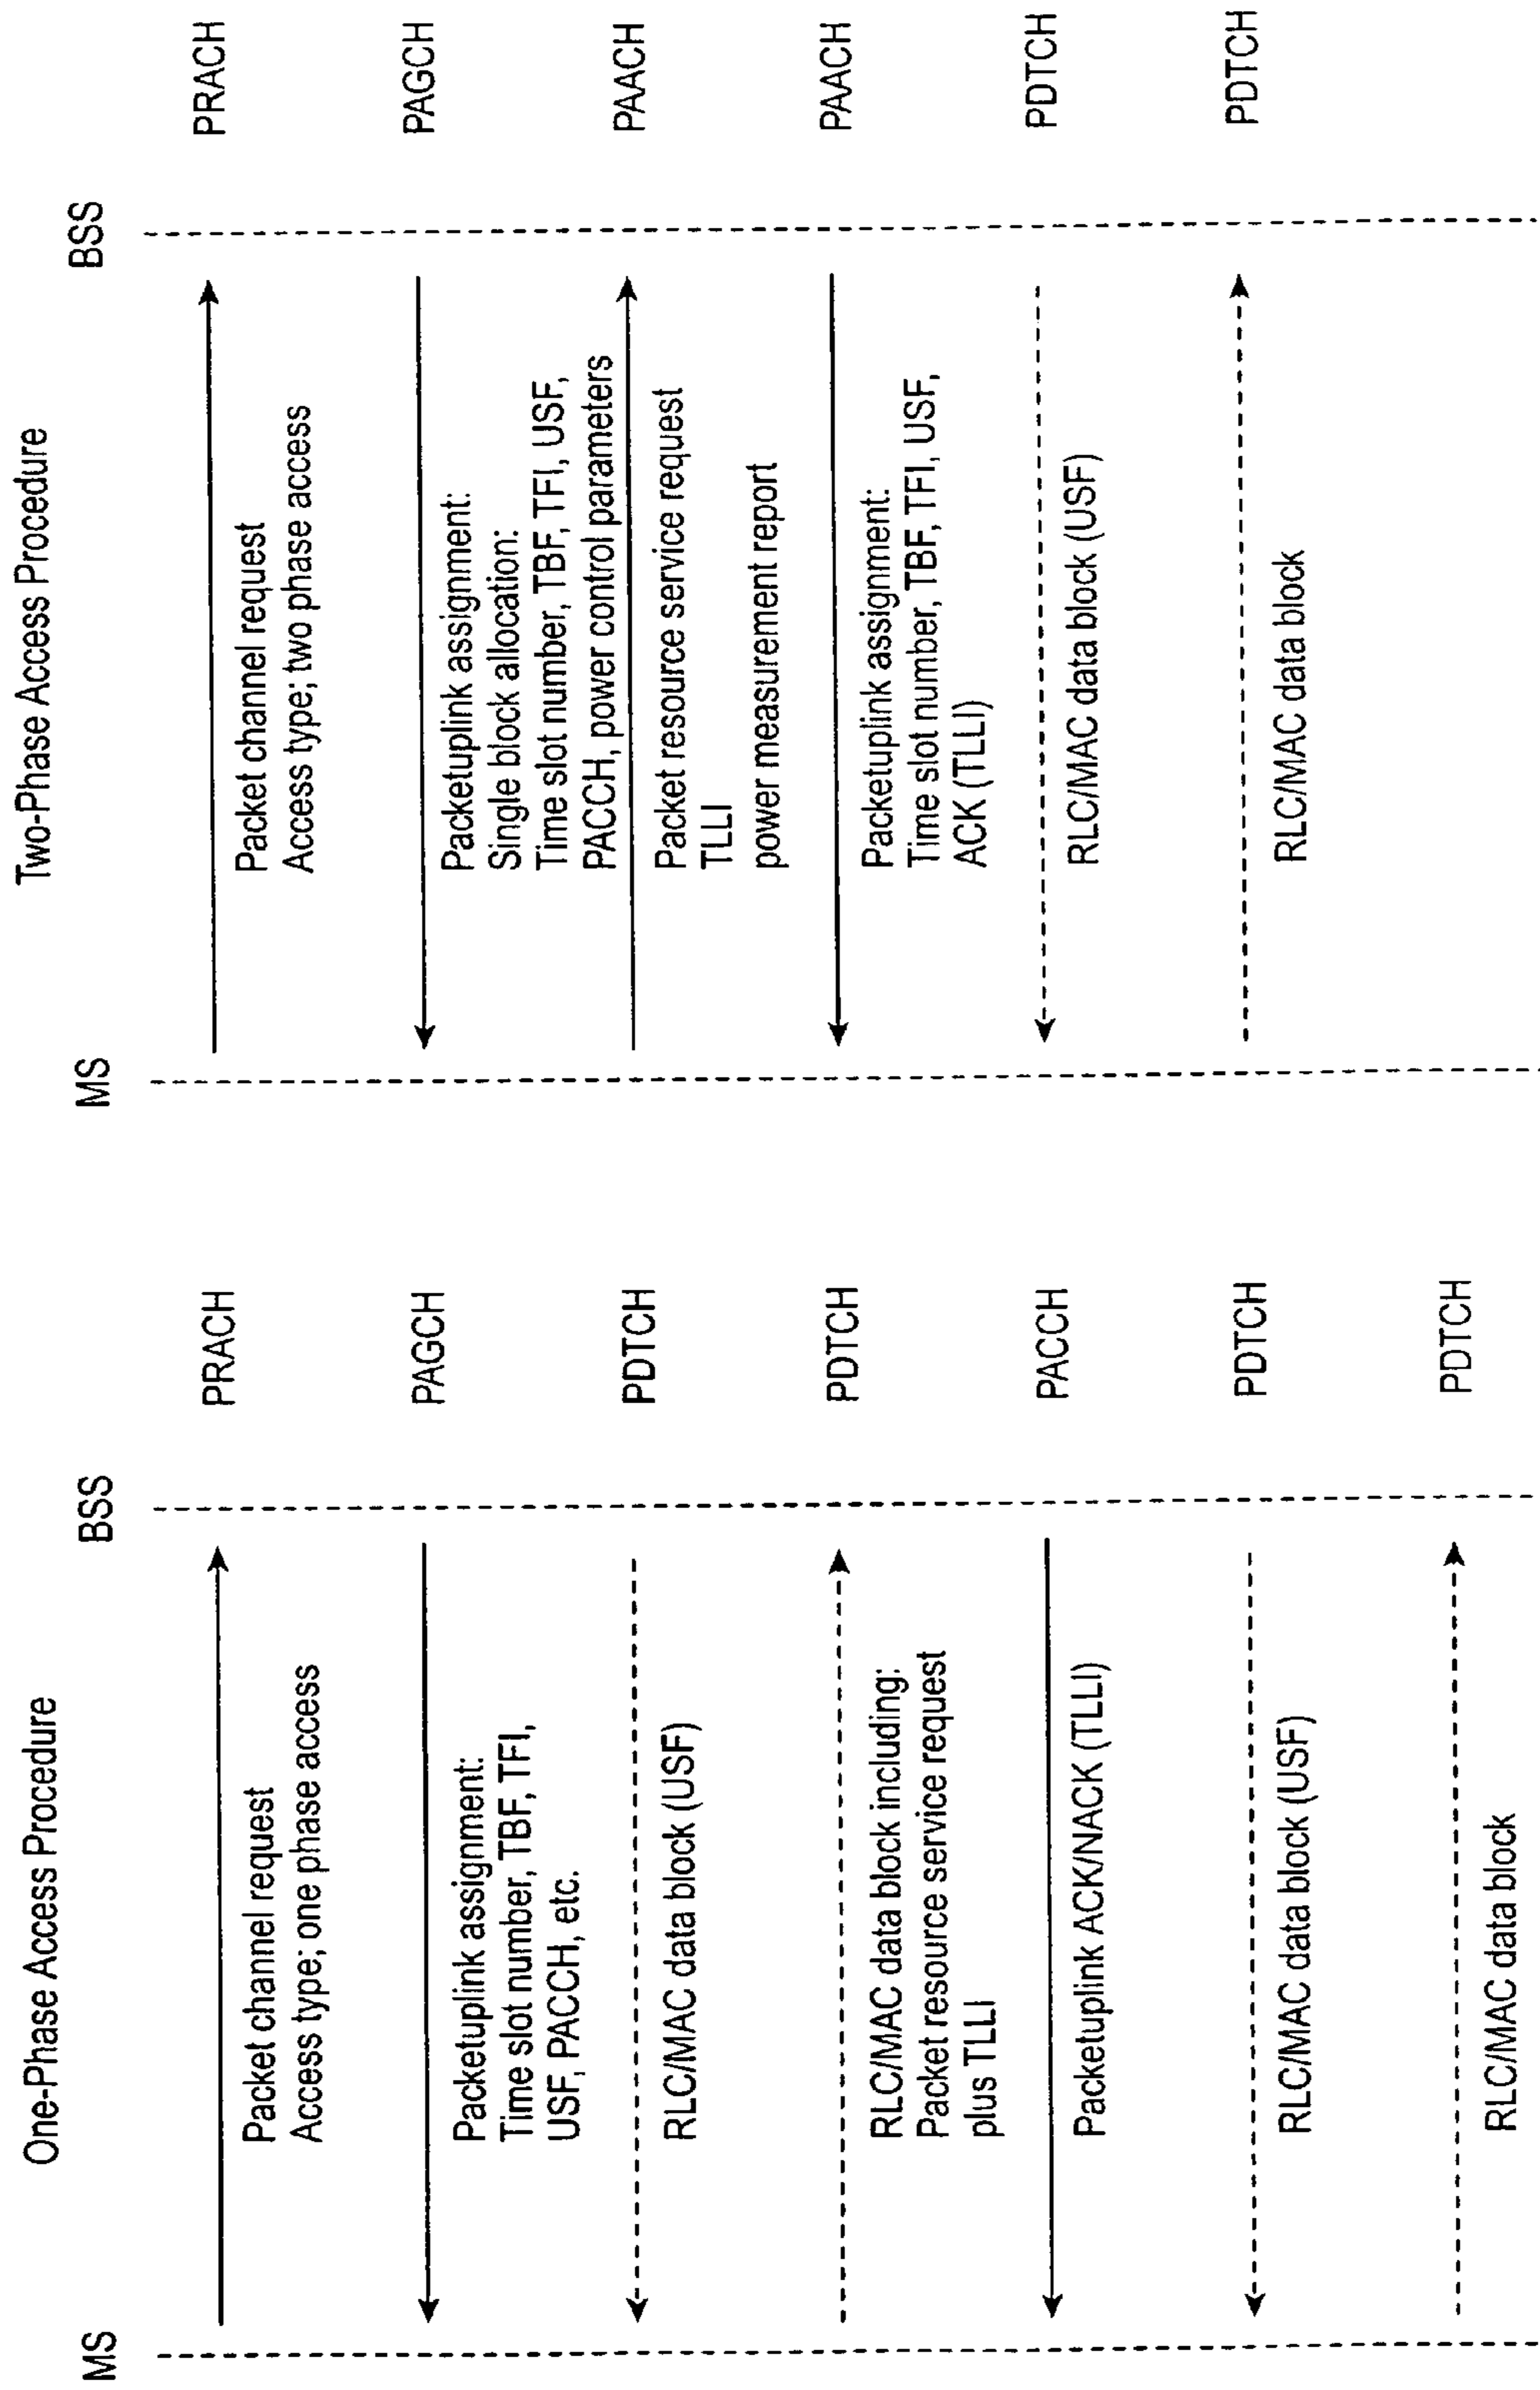 One-Phase Access Procedure
MS
BSS
PRACH
Packet channel request
Access type; one phase access
PAGCH
Packetuplink assignment:
Time slot number, TBF, TFI,
USF, PACCH, etc.
PDTCH
RLC/MAC data block (USF)
PDTCH
RLC/MAC data block including:
Packet resource service request
plus TLLI
PACCH
Packetuplink ACK/NACK (TLLI)
PDTCH
RLC/MAC data block (USF)
PDTCH
RLC/MAC data block
Two-Phase Access Procedure
MS
BSS
PRACH
Packet channel request
Access type; two phase access
PAGCH
Packetuplink assignment:
Single block allocation:
Time slot number, TBF, TFI, USF,
PACCH, power control parameters
PAACH
Packet resource service request
TLLI
power measurement report
PAACH
Packetuplink assignment:
Time slot number, TBF, TFI, USF,
ACK (TLLI)
PDTCH
RLC/MAC data block (USF)
PDTCH
RLC/MAC data block